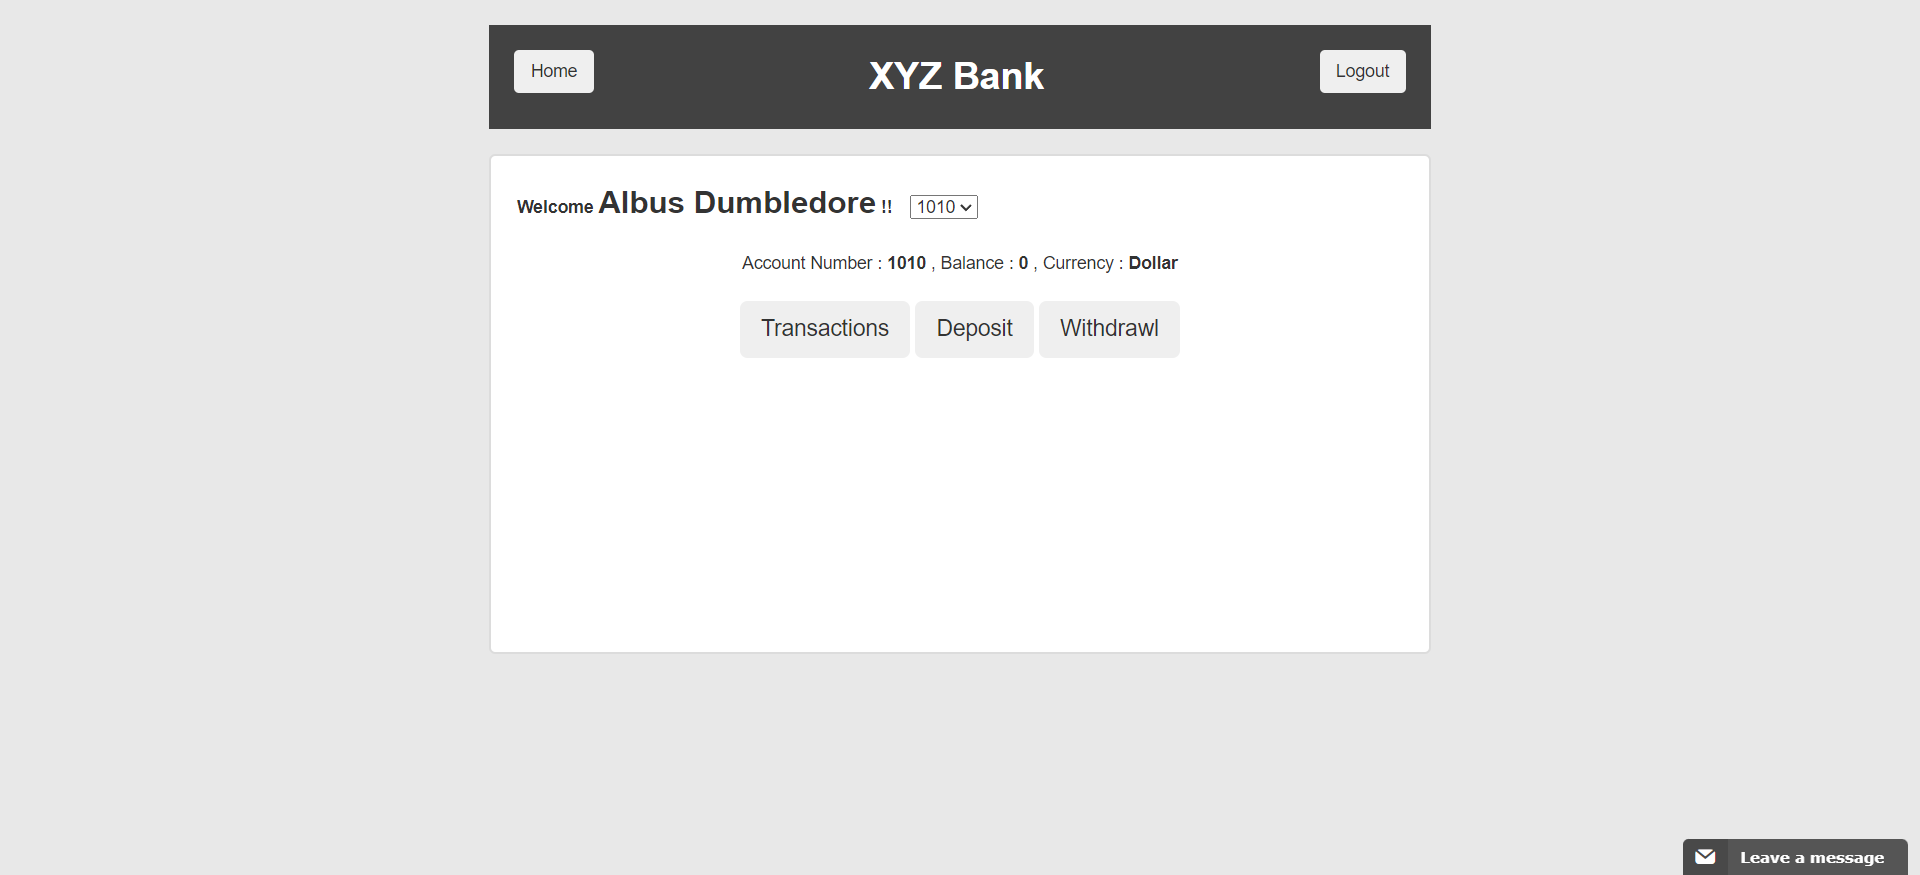 Home XYZ Bank Logout
Welcome Albus Dumbledore !! 1010
Account Number : 1010 , Balance : 0 , Currency : Dollar
Transactions Deposit Withdrawl
Leave a message